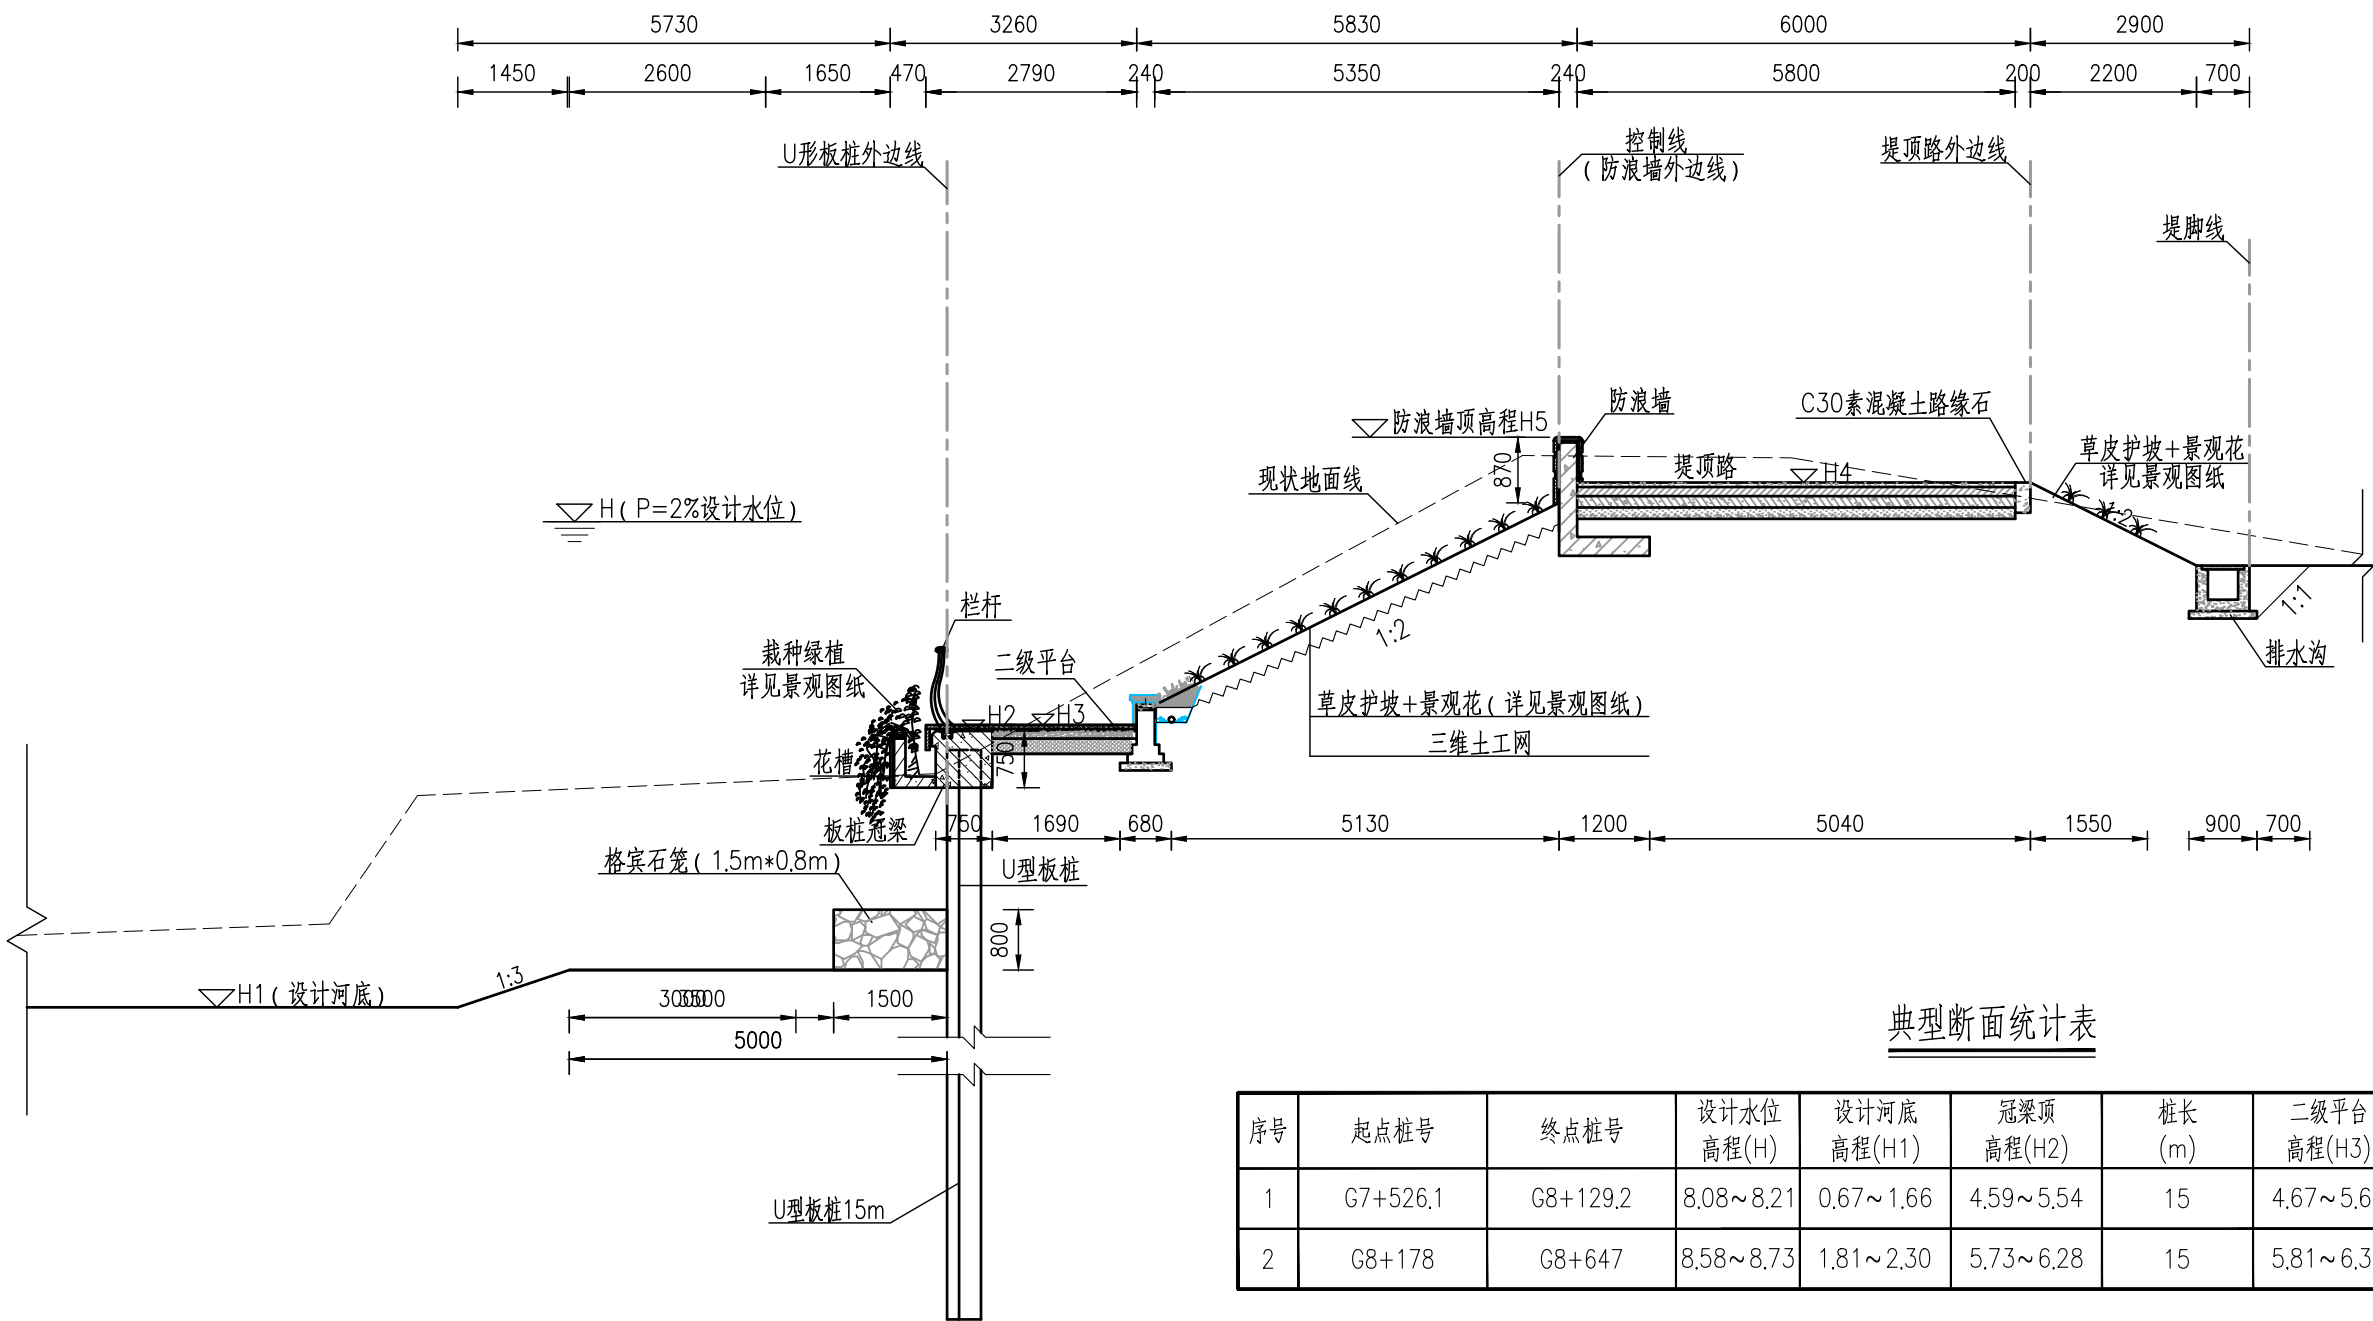 5730 3260 5830 6000 2900
1450 2600 1650 470 2790 240 5350 240 5800 200 2200 700
U形板桩外边线
控制线
(防浪墙外边线)
堤顶路外边线
堤脚线
防浪墙
C30素混凝土路缘石
防浪墙顶高程H5
870
堤顶路
H4
草皮护坡+景观花
详见景观图纸
现状地面线
1:2
H(P=2%设计水位)
1:1
栏杆
1:2
栽种绿植
详见景观图纸
二级平台
排水沟
草皮护坡+景观花(详见景观图纸)
H2
H3
三维土工网
花槽
750
板桩冠梁
750 1690 680 5130 1200 5040 1550 900 700
格宾石笼(1.5m*0.8m)
U型板桩
800
1:3
H1(设计河底)
3000 3500 1500
5000
典型断面统计表
U型板桩15m
序号 起点桩号 终点桩号 设计水位 设计河底 冠梁顶 桩长 二级平台
高程(H) 高程(H1) 高程(H2) (m) 高程(H3)
1 G7+526.1 G8+129.2 8.08~8.21 0.67~1.66 4.59~5.54 15 4.67~5.6
2 G8+178 G8+647 8.58~8.73 1.81~2.30 5.73~6.28 15 5.81~6.3